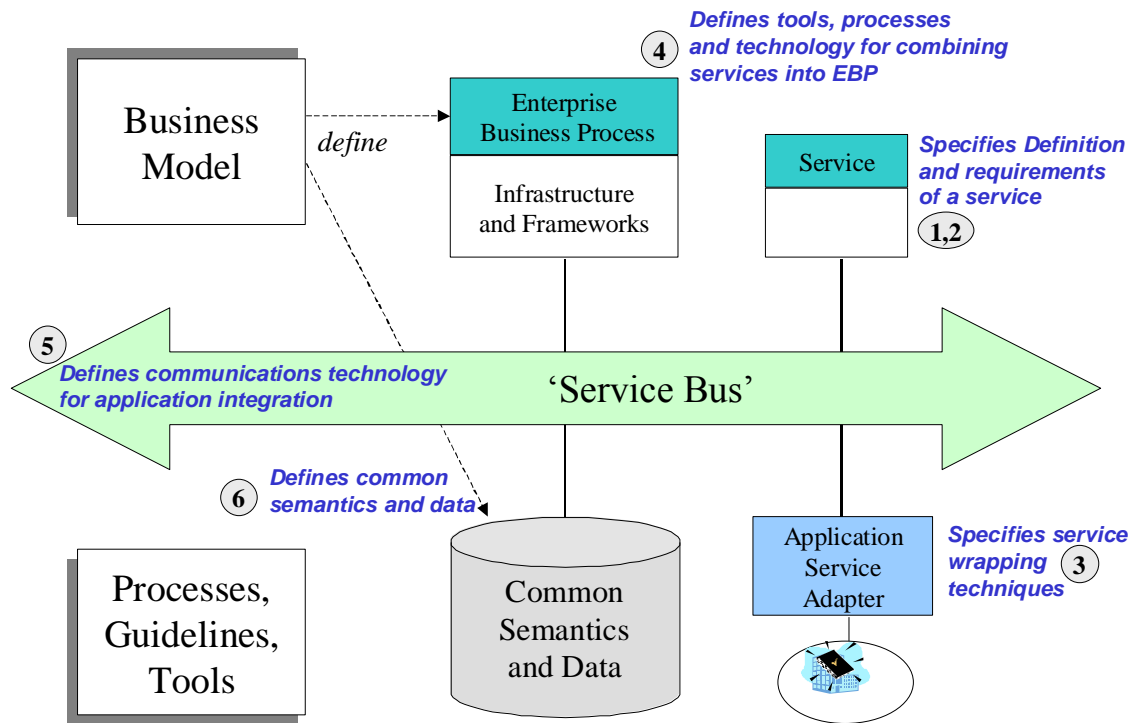 4
Defines tools, processes
and technology for combining
services into EBP
Business
Model
define
Enterprise
Business Process
Infrastructure
and Frameworks
Service
Specifies Definition
and requirements
of a service
1,2
5
Defines communications technology
for application integration
‘Service Bus’
6
Defines common
semantics and data
Processes,
Guidelines,
Tools
Common
Semantics
and Data
Application
Service
Adapter
Specifies service
wrapping
techniques
3